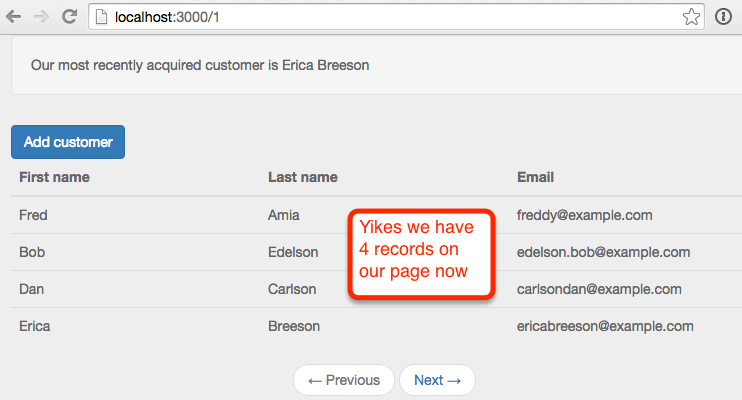 localhost:3000/1
Our most recently acquired customer is Erica Breeson
Add customer
First name Last name Email
Fred Amia freddy@example.com
Bob Edelson edelson.bob@example.com
Dan Carlson carlsondan@example.com
Erica Breeson ericabreeson@example.com
Yikes we have
4 records on
our page now
← Previous Next →